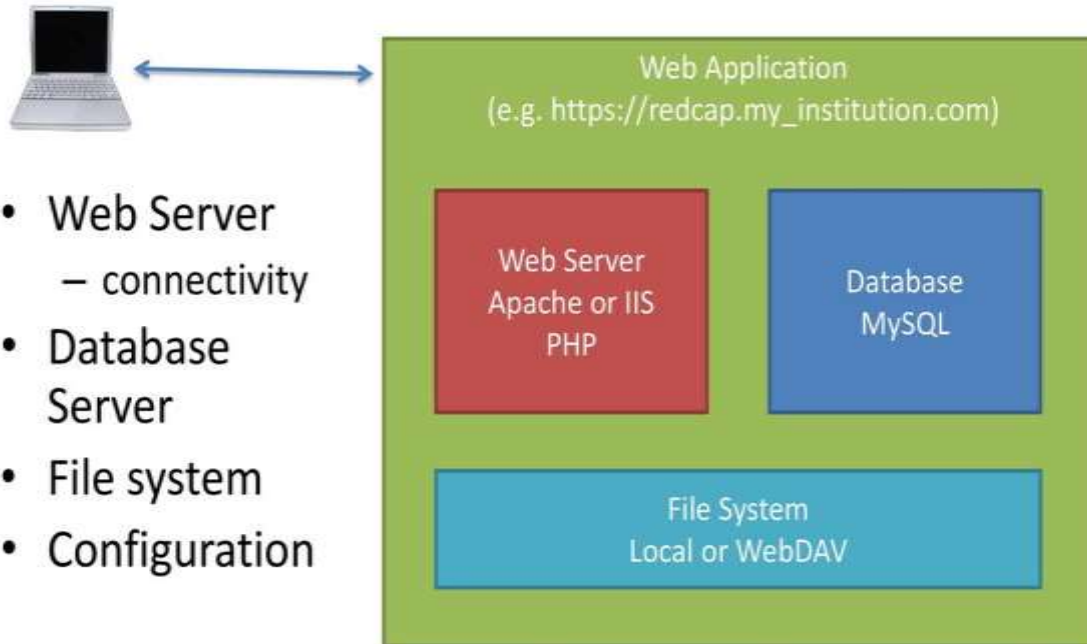 • Web Server
– connectivity
• Database
Server
• File system
• Configuration
Web Application
(e.g. https://redcap.my_institution.com)
Web Server
Apache or IIS
PHP
Database
MySQL
File System
Local or WebDAV